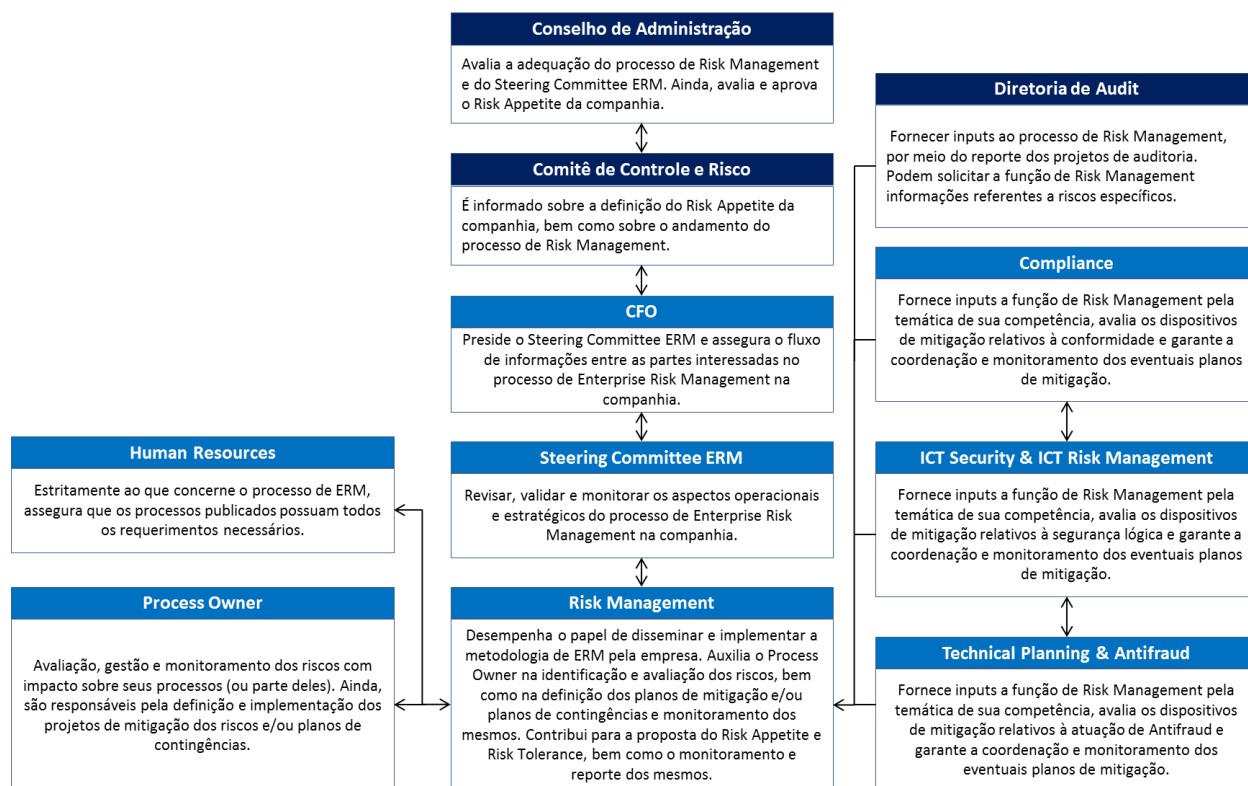 Conselho de Administração
Avalia a adequação do processo de Risk Management
e do Steering Committee ERM. Ainda, avalia e aprova
o Risk Appetite da companhia.
Comitê de Controle e Risco
É informado sobre a definição do Risk Appetite da
companhia, bem como sobre o andamento do
processo de Risk Management.
CFO
Preside o Steering Committee ERM e assegura o fluxo
de informações entre as partes interessadas no
processo de Enterprise Risk Management na
companhia.
Steering Committee ERM
Revisar, validar e monitorar os aspectos operacionais
e estratégicos do processo de Enterprise Risk
Management na companhia.
Risk Management
Desempenha o papel de disseminar e implementar a
metodologia de ERM pela empresa. Auxilia o Process
Owner na identificação e avaliação dos riscos, bem
como na definição dos planos de mitigação e/ou
planos de contingências e monitoramento dos
mesmos. Contribui para a proposta do Risk Appetite e
Risk Tolerance, bem como o monitoramento e
reporte dos mesmos.
Human Resources
Estritamente ao que concerne o processo de ERM,
assegura que os processos publicados possuam todos
os requerimentos necessários.
Process Owner
Avaliação, gestão e monitoramento dos riscos com
impacto sobre seus processos (ou parte deles). Ainda,
são responsáveis pela definição e implementação dos
projetos de mitigação dos riscos e/ou planos de
contingências.
Diretoria de Audit
Fornecer inputs ao processo de Risk Management,
por meio do reporte dos projetos de auditoria.
Podem solicitar a função de Risk Management
informações referentes a riscos específicos.
Compliance
Fornece inputs a função de Risk Management pela
temática de sua competência, avalia os dispositivos
de mitigação relativos à conformidade e garante a
coordenação e monitoramento dos eventuais planos
de mitigação.
ICT Security & ICT Risk Management
Fornece inputs a função de Risk Management pela
temática de sua competência, avalia os dispositivos
de mitigação relativos à segurança lógica e garante a
coordenação e monitoramento dos eventuais planos
de mitigação.
Technical Planning & Antifraud
Fornece inputs a função de Risk Management pela
temática de sua competência, avalia os dispositivos
de mitigação relativos à atuação de Antifraud e
garante a coordenação e monitoramento dos
eventuais planos de mitigação.